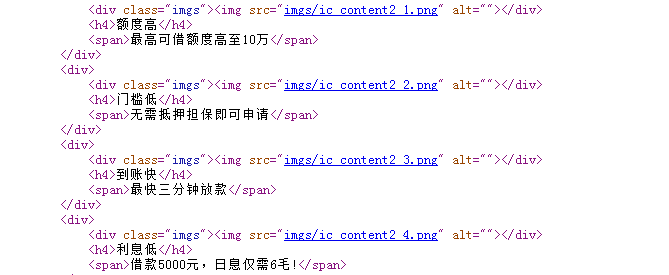 <div class="imgs"><img src="imgs/ic_content2_1.png" alt=""></div>
<h4>额度高</h4>
<span>最高可借额度高至10万</span>
</div>
<div>
<div class="imgs"><img src="imgs/ic_content2_2.png" alt=""></div>
<h4>门槛低</h4>
<span>无需抵押担保即可申请</span>
</div>
<div>
<div class="imgs"><img src="imgs/ic_content2_3.png" alt=""></div>
<h4>到账快</h4>
<span>最快三分钟放款</span>
</div>
<div>
<div class="imgs"><img src="imgs/ic_content2_4.png" alt=""></div>
<h4>利息低</h4>
<span>借款5000元，日息仅需6毛!</span>